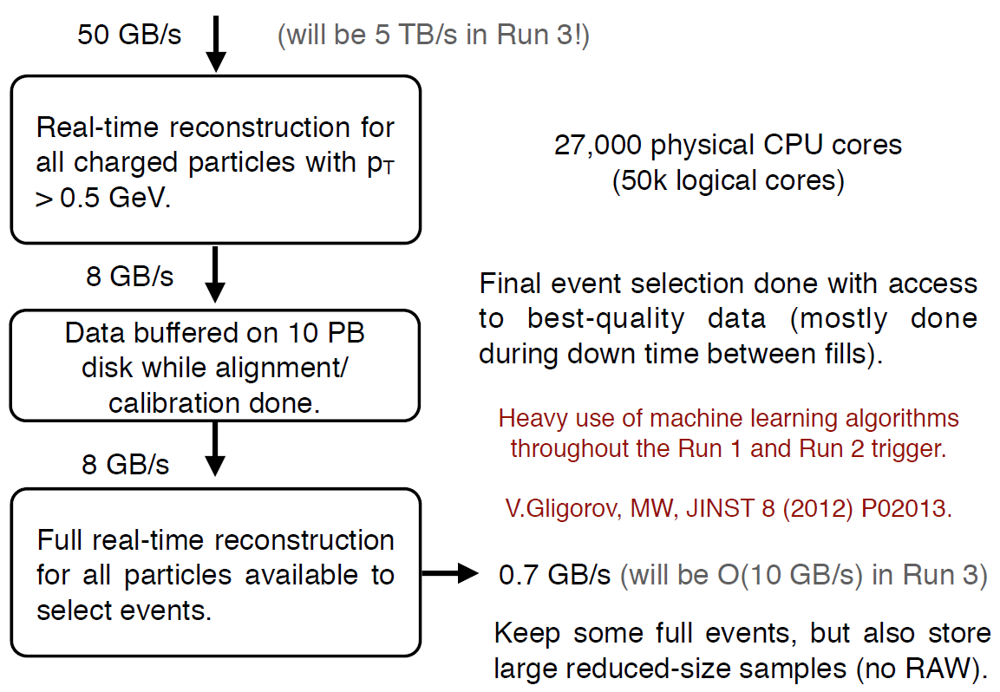 50 GB/s
(will be 5 TB/s in Run 3!)
Real-time reconstruction for
all charged particles with pT
> 0.5 GeV.
27,000 physical CPU cores
(50k logical cores)
8 GB/s
Data buffered on 10 PB
disk while alignment/
calibration done.
Final event selection done with access
to best-quality data (mostly done
during down time between fills).
Heavy use of machine learning algorithms
throughout the Run 1 and Run 2 trigger.
V.Gligorov, MW, JINST 8 (2012) P02013.
8 GB/s
Full real-time reconstruction
for all particles available to
select events.
0.7 GB/s (will be O(10 GB/s) in Run 3)
Keep some full events, but also store
large reduced-size samples (no RAW).